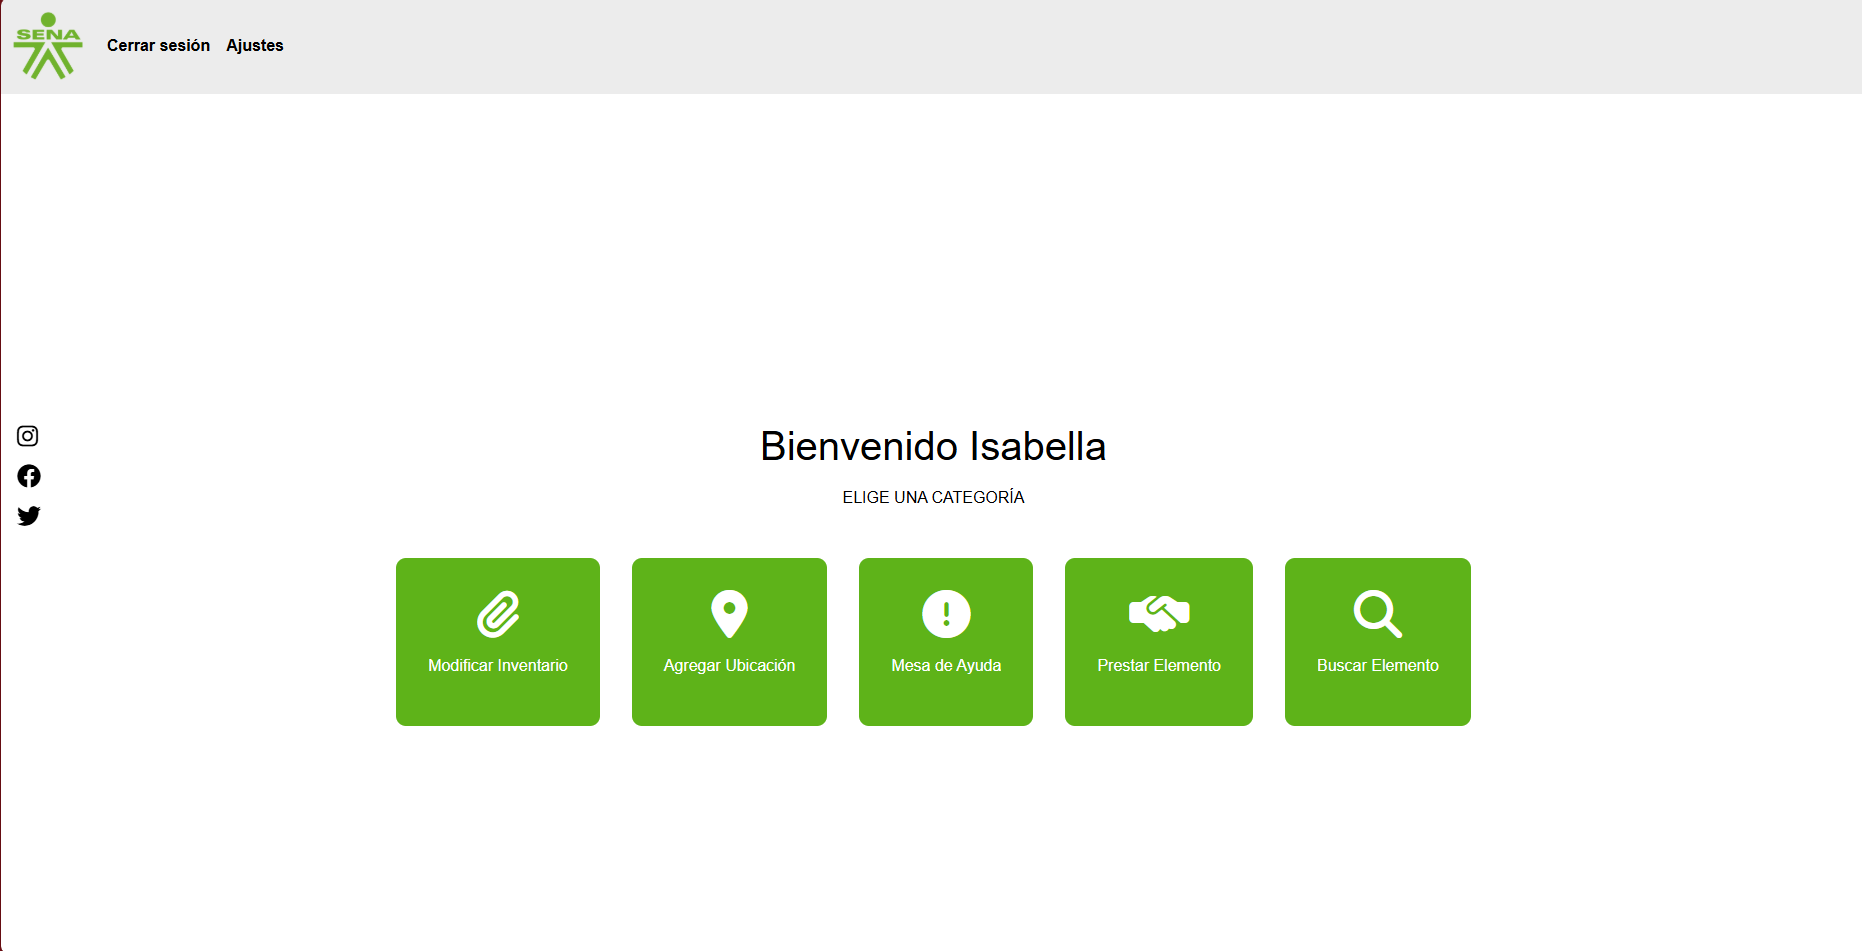 SENA
Cerrar sesión Ajustes
Bienvenido Isabella
ELIGE UNA CATEGORÍA
Modificar Inventario
Agregar Ubicación
Mesa de Ayuda
Prestar Elemento
Buscar Elemento